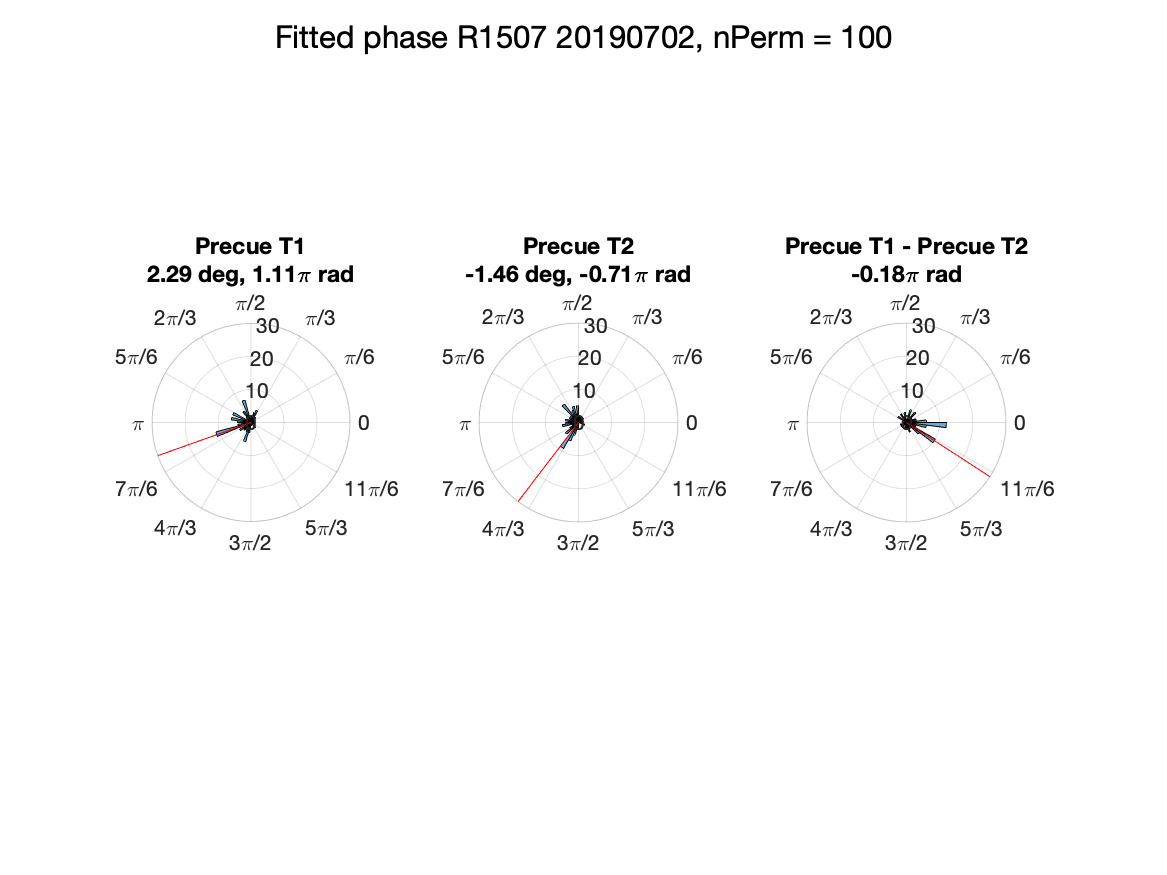 Fitted phase R1507 20190702, nPerm = 100
Precue T1
2.29 deg, 1.11π rad
π/2
2π/3
π/3
5π/6
π/6
π
0
7π/6
11π/6
4π/3
5π/3
3π/2
30
20
10
Precue T2
-1.46 deg, -0.71π rad
π/2
2π/3
π/3
5π/6
π/6
π
0
7π/6
11π/6
4π/3
5π/3
3π/2
30
20
10
Precue T1 - Precue T2
-0.18π rad
π/2
2π/3
π/3
5π/6
π/6
π
0
7π/6
11π/6
4π/3
5π/3
3π/2
30
20
10